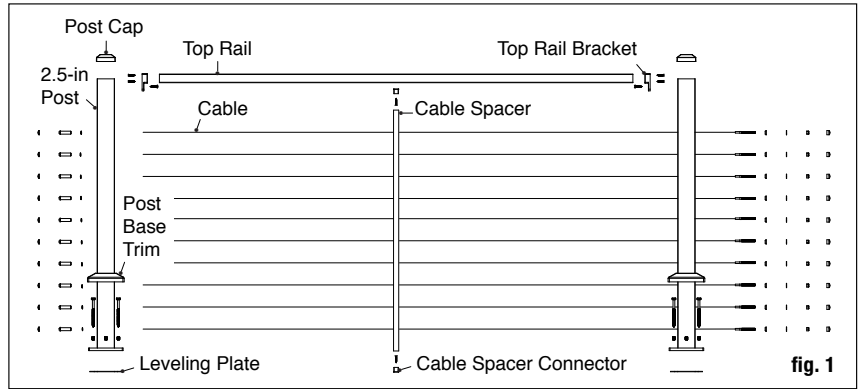 Post Cap
Top Rail
Top Rail Bracket
2.5-in
Post
Cable
Cable Spacer
Post
Base
Trim
Leveling Plate
Cable Spacer Connector
fig. 1